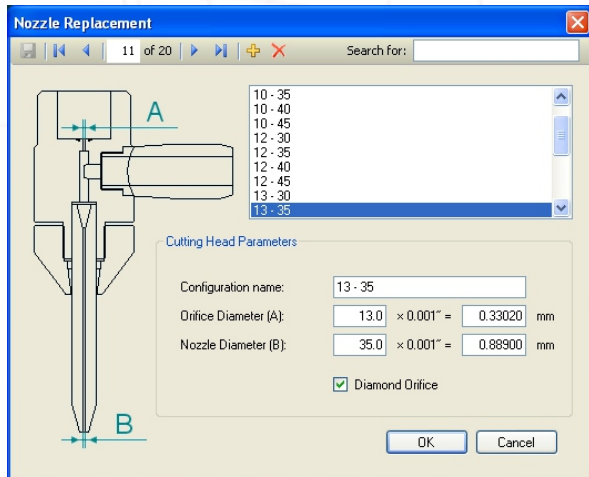 Nozzle Replacement
11 of 20 Search for:
A
10 - 35
10 - 40
10 - 45
12 - 30
12 - 35
12 - 40
12 - 45
13 - 30
13 - 35
Cutting Head Parameters
Configuration name: 13 - 35
Orifice Diameter (A): 13.0 × 0.001″ = 0.33020 mm
Nozzle Diameter (B): 35.0 × 0.001″ = 0.88900 mm
Diamond Orifice
B
OK Cancel